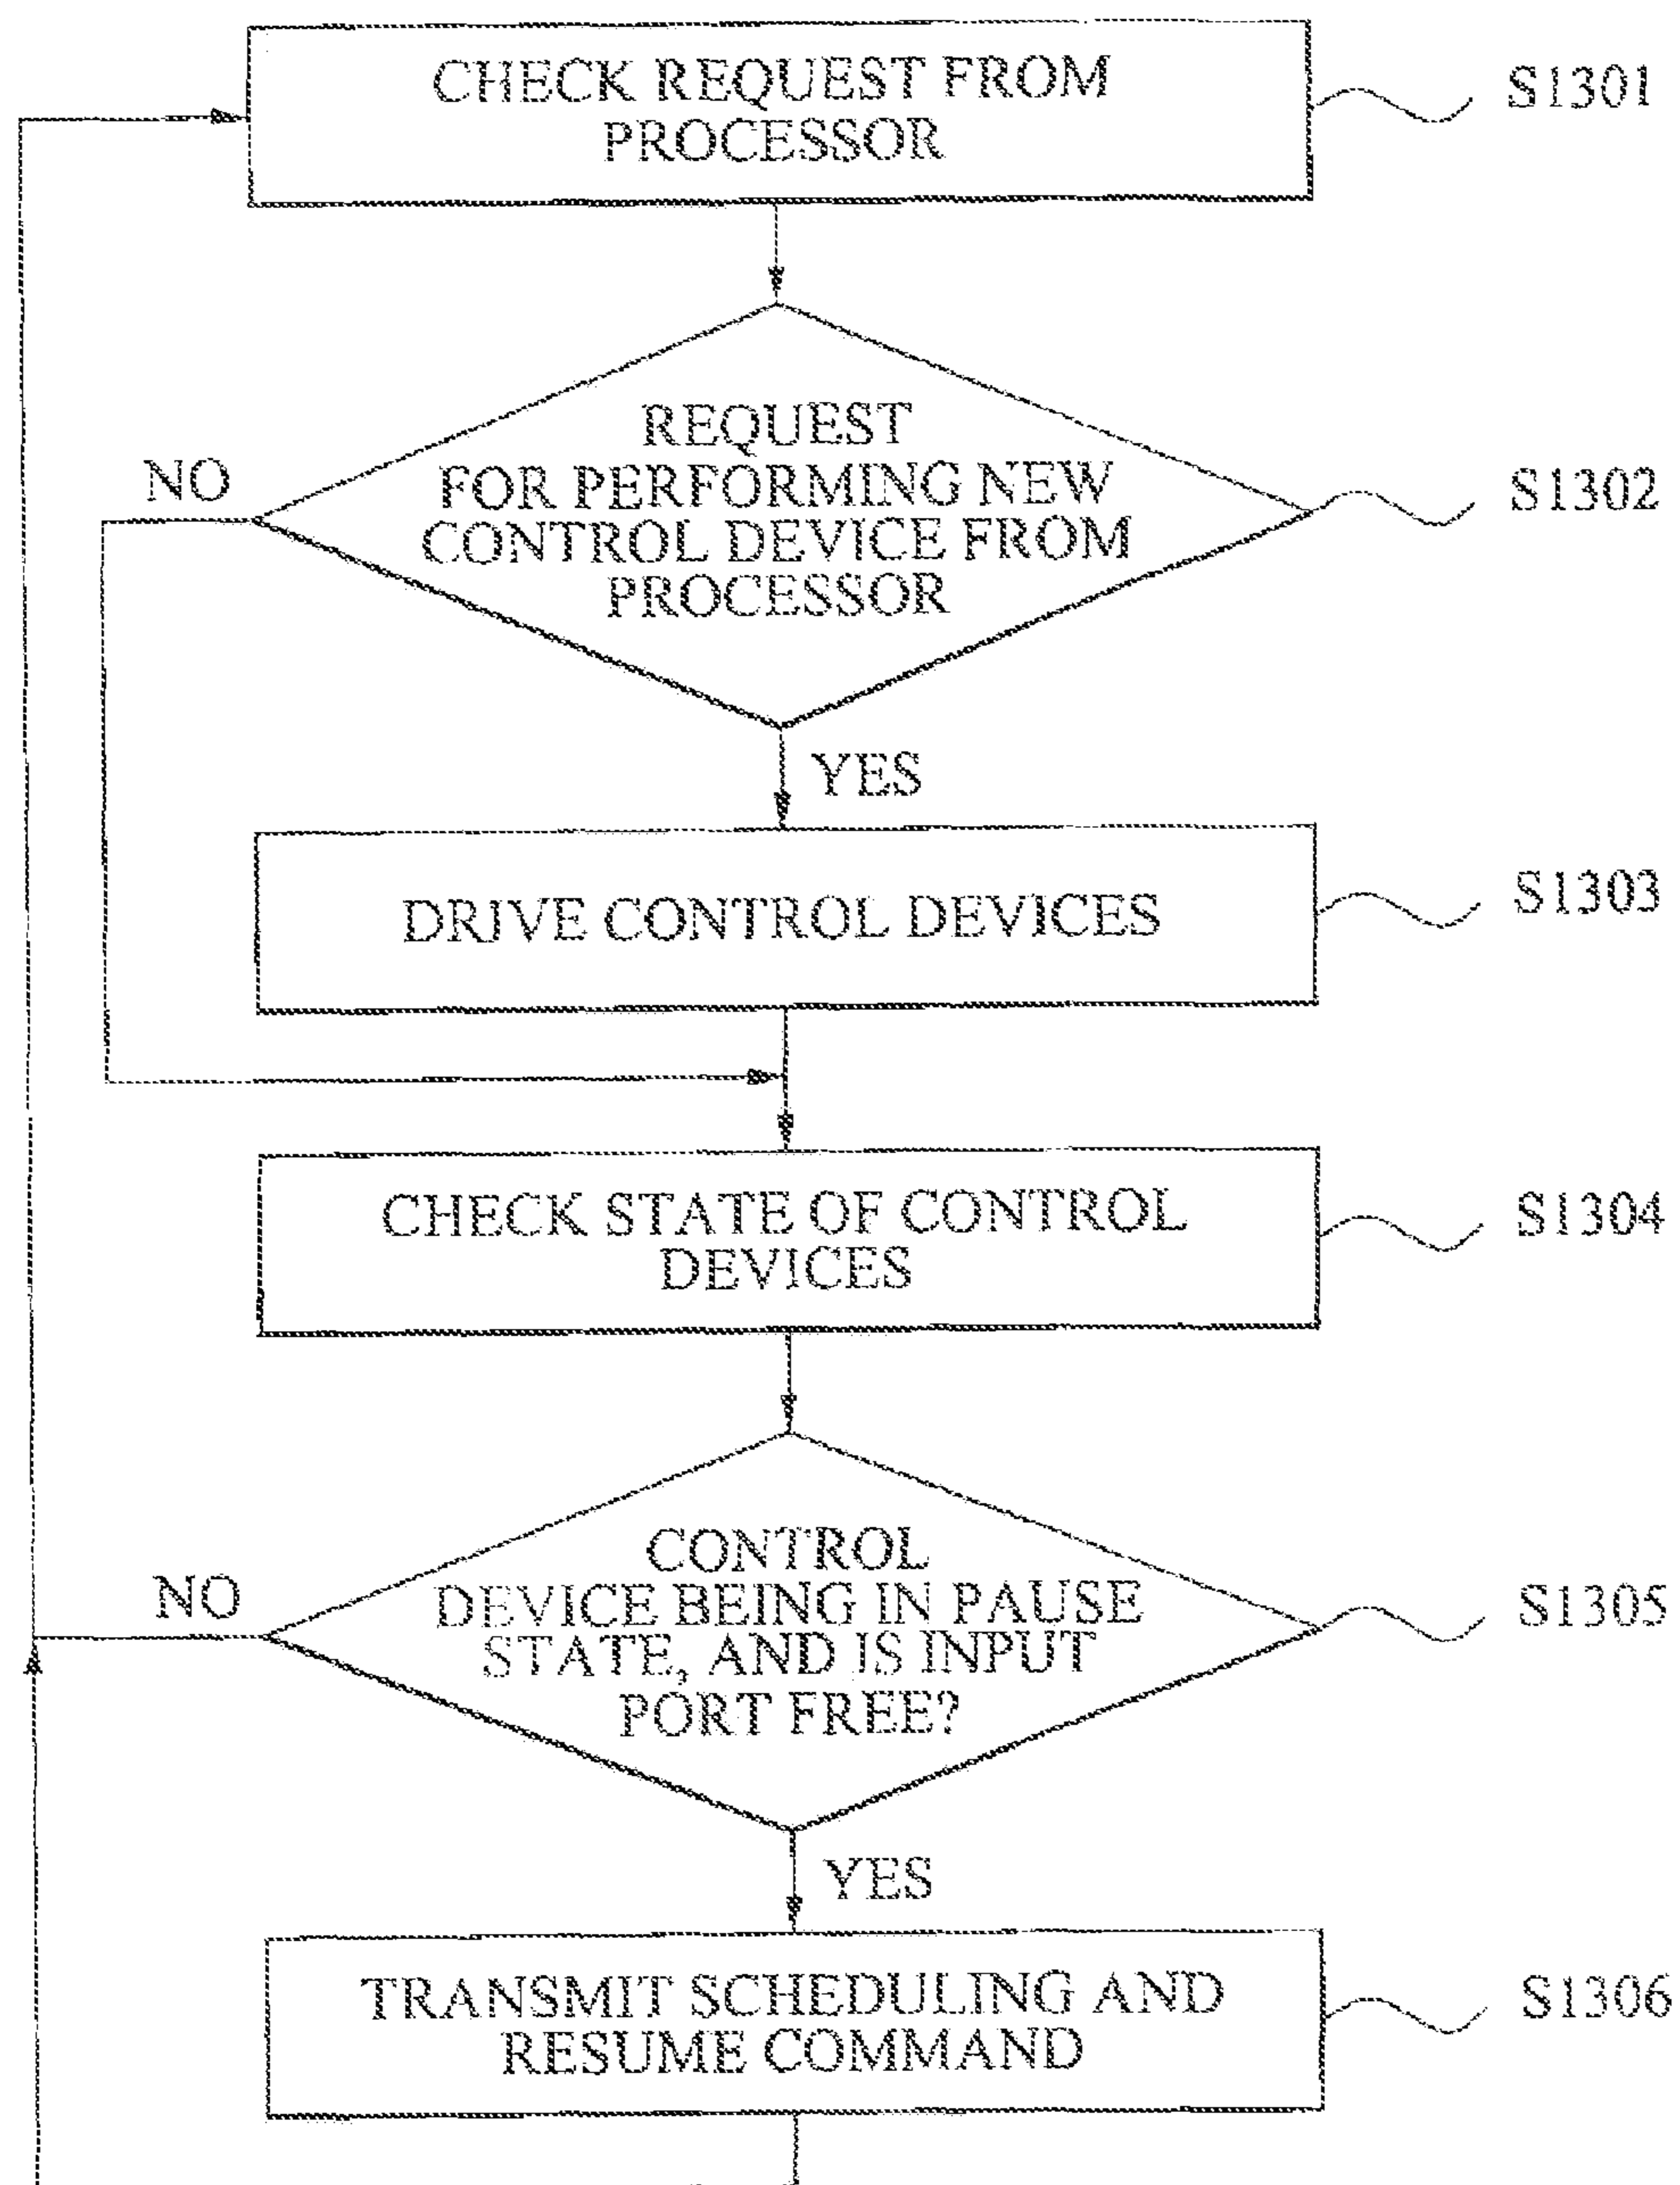 CHECK REQUEST FROM
PROCESSOR
S1301
REQUEST
FOR PERFORMING NEW
CONTROL DEVICE FROM
PROCESSOR
NO
S1302
YES
DRIVE CONTROL DEVICES
S1303
CHECK STATE OF CONTROL
DEVICES
S1304
CONTROL
DEVICE BEING IN PAUSE
STATE, AND IS INPUT
PORT FREE?
NO
S1305
YES
TRANSMIT SCHEDULING AND
RESUME COMMAND
S1306